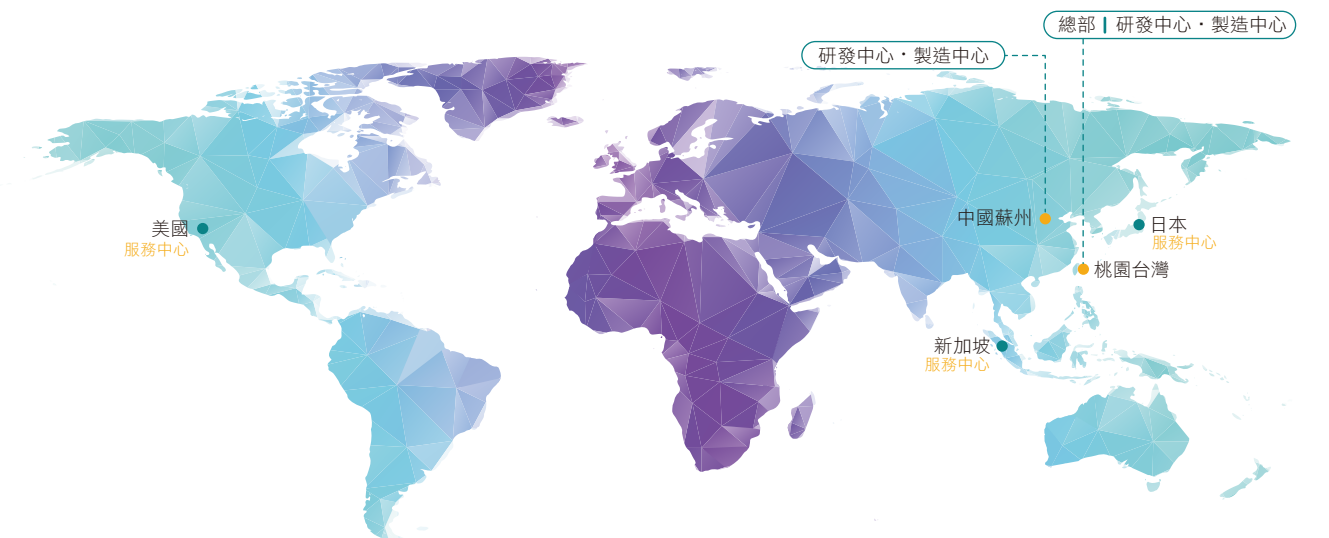 總部 | 研發中心・製造中心
研發中心・製造中心
中國蘇州
美國
服務中心
日本
服務中心
桃園台灣
新加坡
服務中心